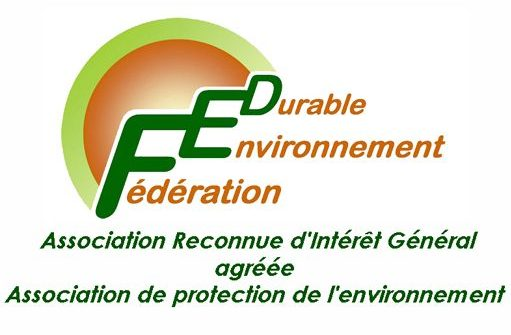 Durable
Environnement
Fédération
Association Reconnue d'Intérêt Général
agréée
Association de protection de l'environnement